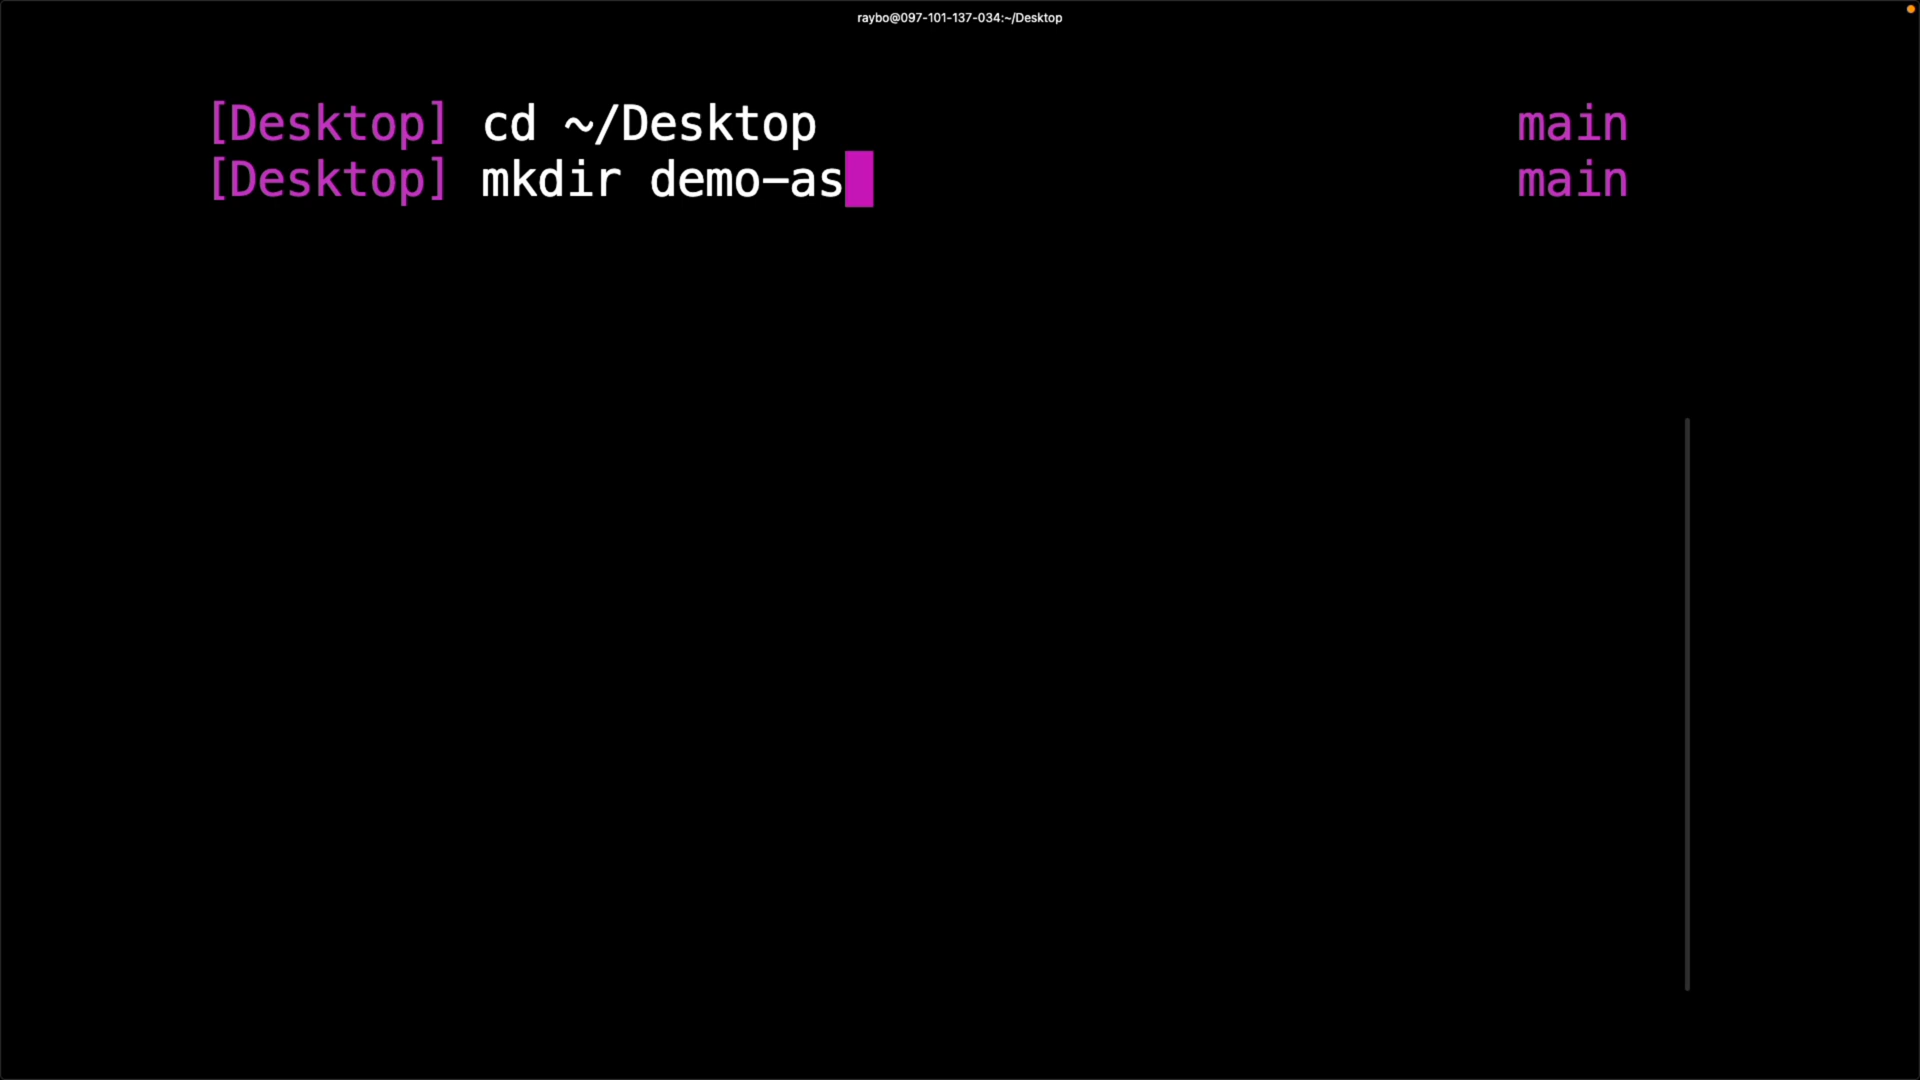 raybo@097-101-137-034:~/Desktop
[Desktop] cd ~/Desktop main
[Desktop] mkdir demo-as main